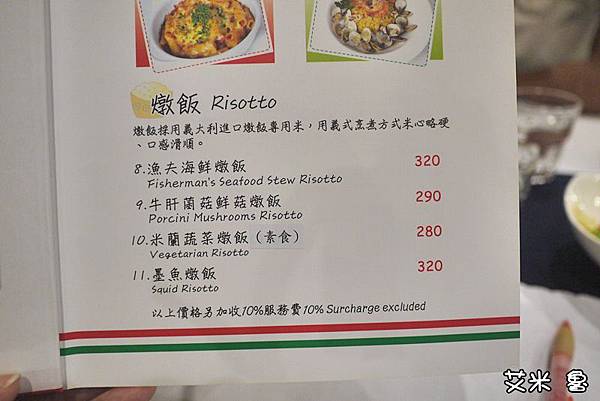 燉飯 Risotto
燉飯採用義大利進口燉飯專用米，用義式烹煮方式米心略硬
、口感滑順。
8.漁夫海鮮燉飯 320
Fisherman's Seafood Stew Risotto
9.牛肝菌菇鮮菇燉飯 290
Porcini Mushrooms Risotto
10.米蘭蔬菜燉飯(素食) 280
Vegetarian Risotto
11.墨魚燉飯 320
Squid Risotto
以上價格另加收10%服務費10% Surcharge excluded
艾米 魯